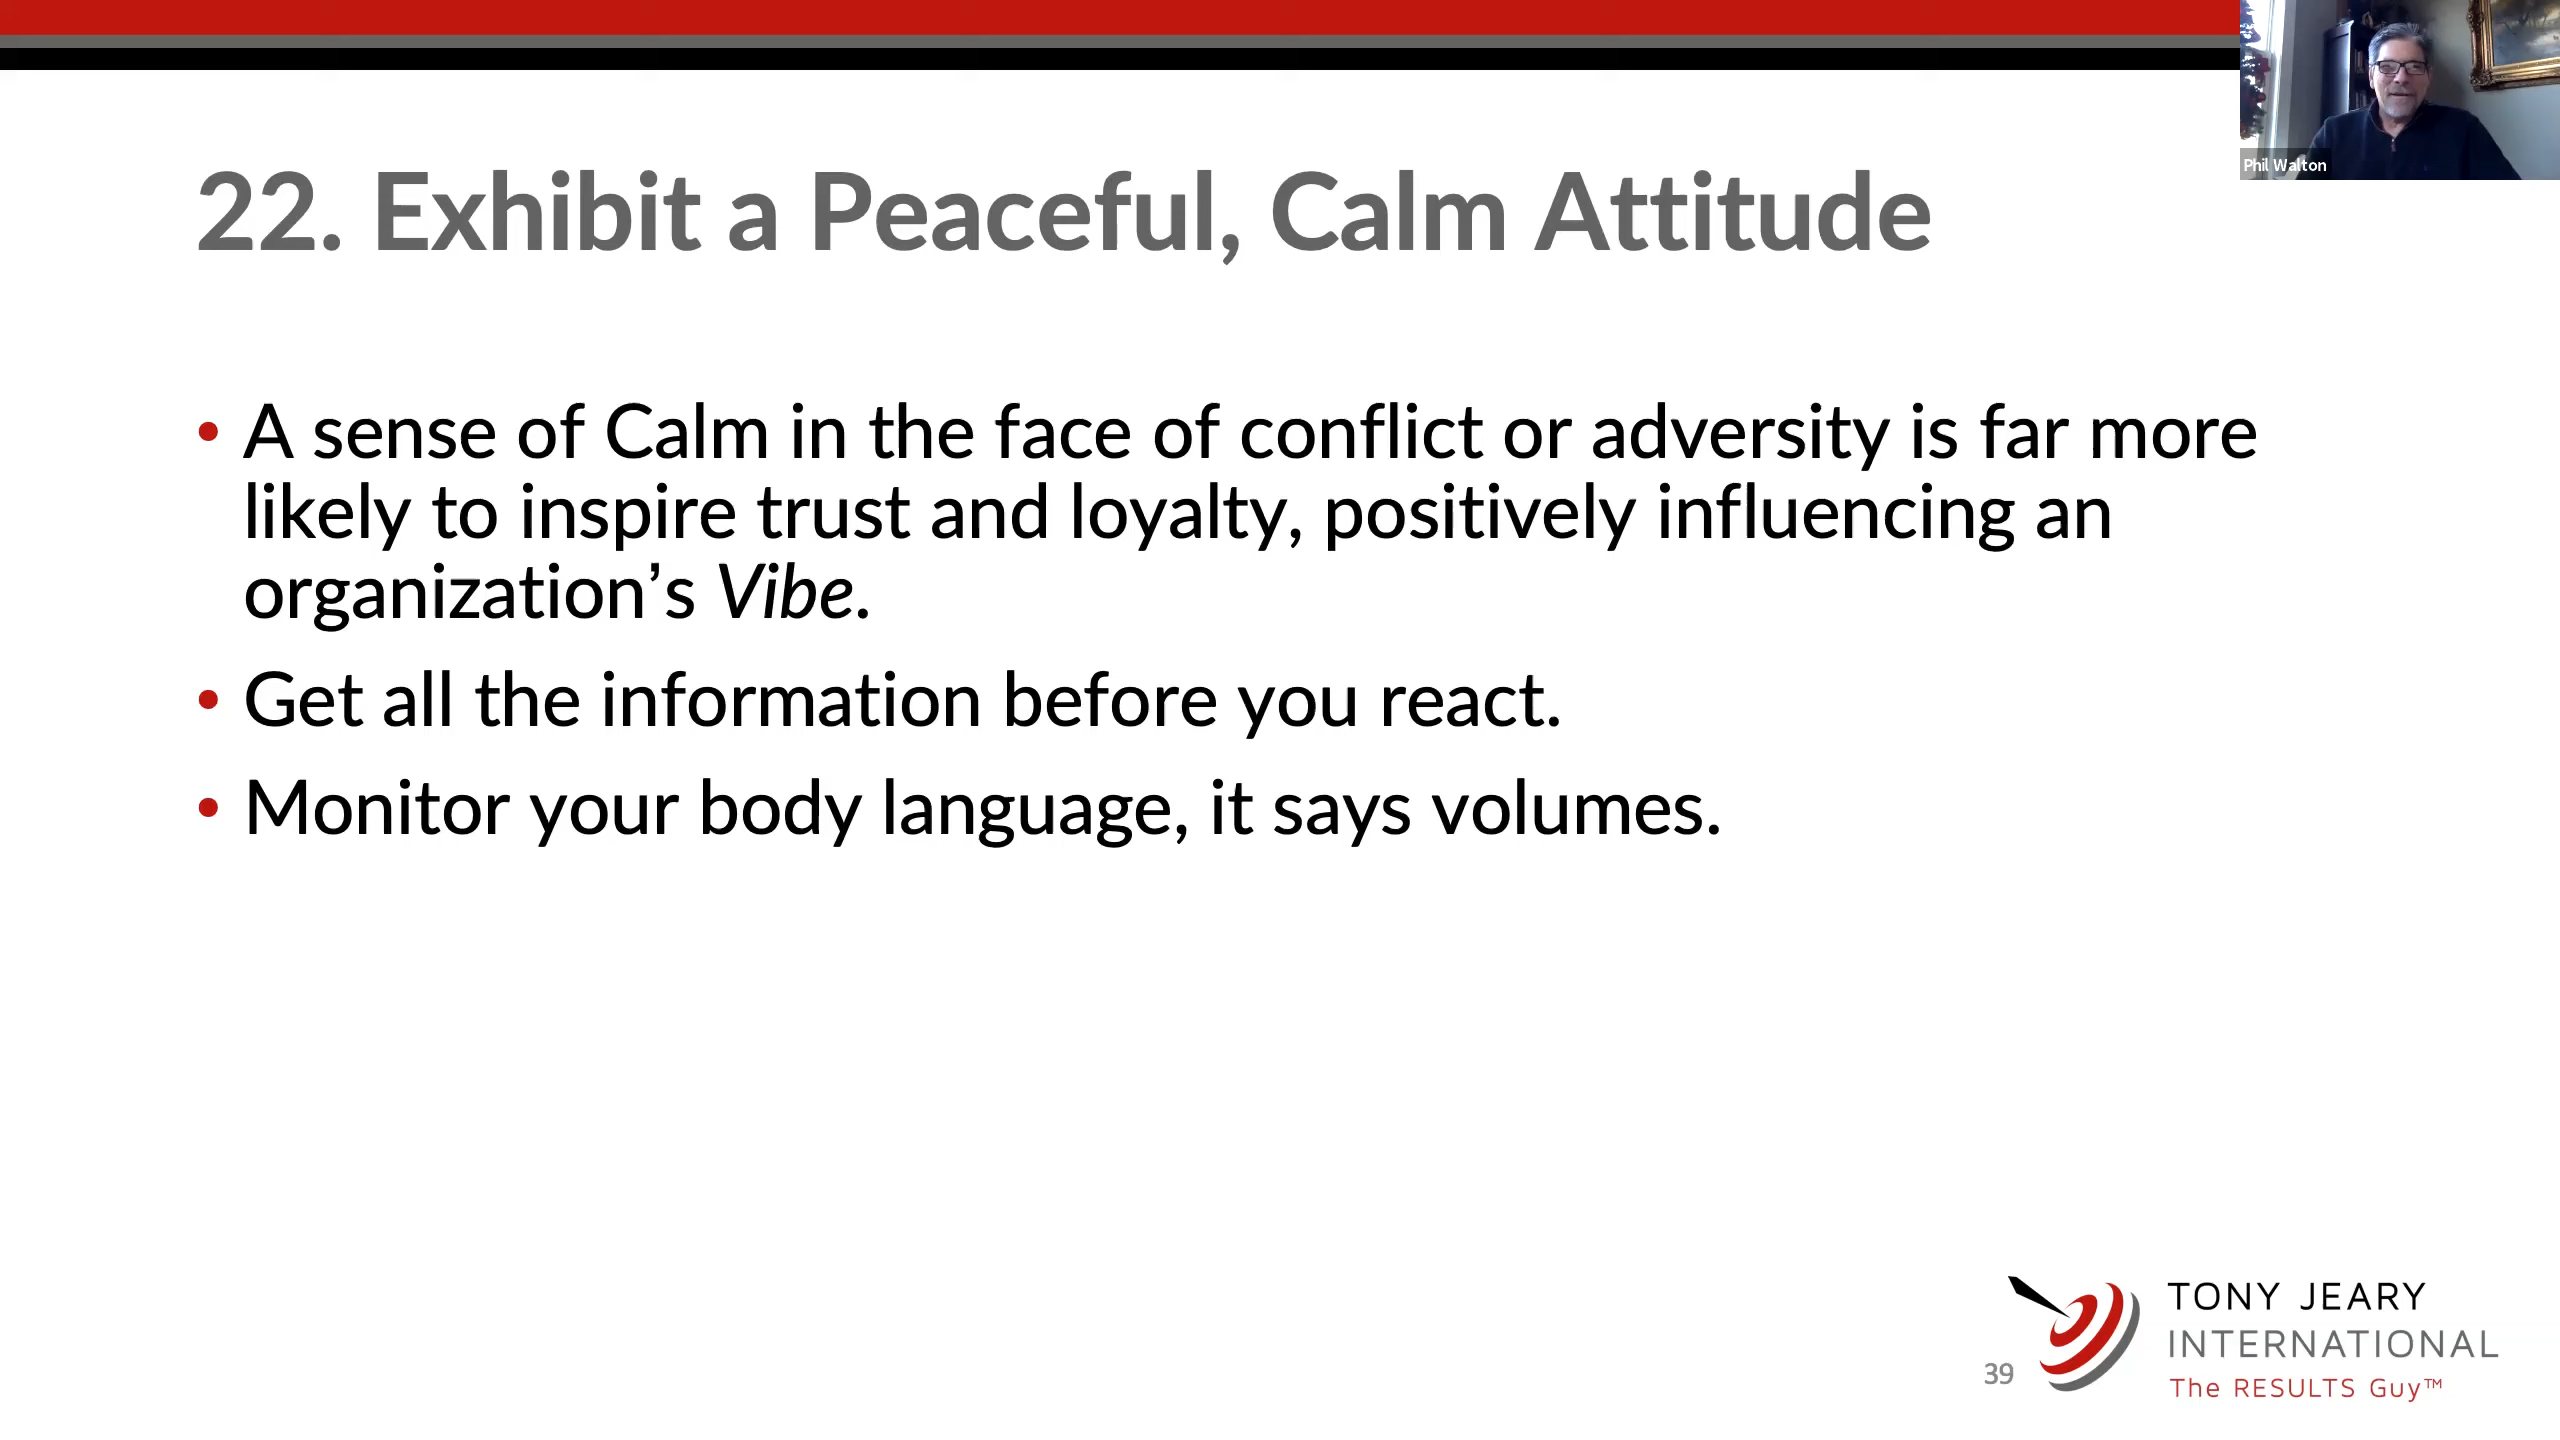 Phil Walton
22. Exhibit a Peaceful, Calm Attitude
• A sense of Calm in the face of conflict or adversity is far more
likely to inspire trust and loyalty, positively influencing an
organization’s Vibe.
• Get all the information before you react.
• Monitor your body language, it says volumes.
39
TONY JEARY
INTERNATIONAL
The RESULTS Guy™